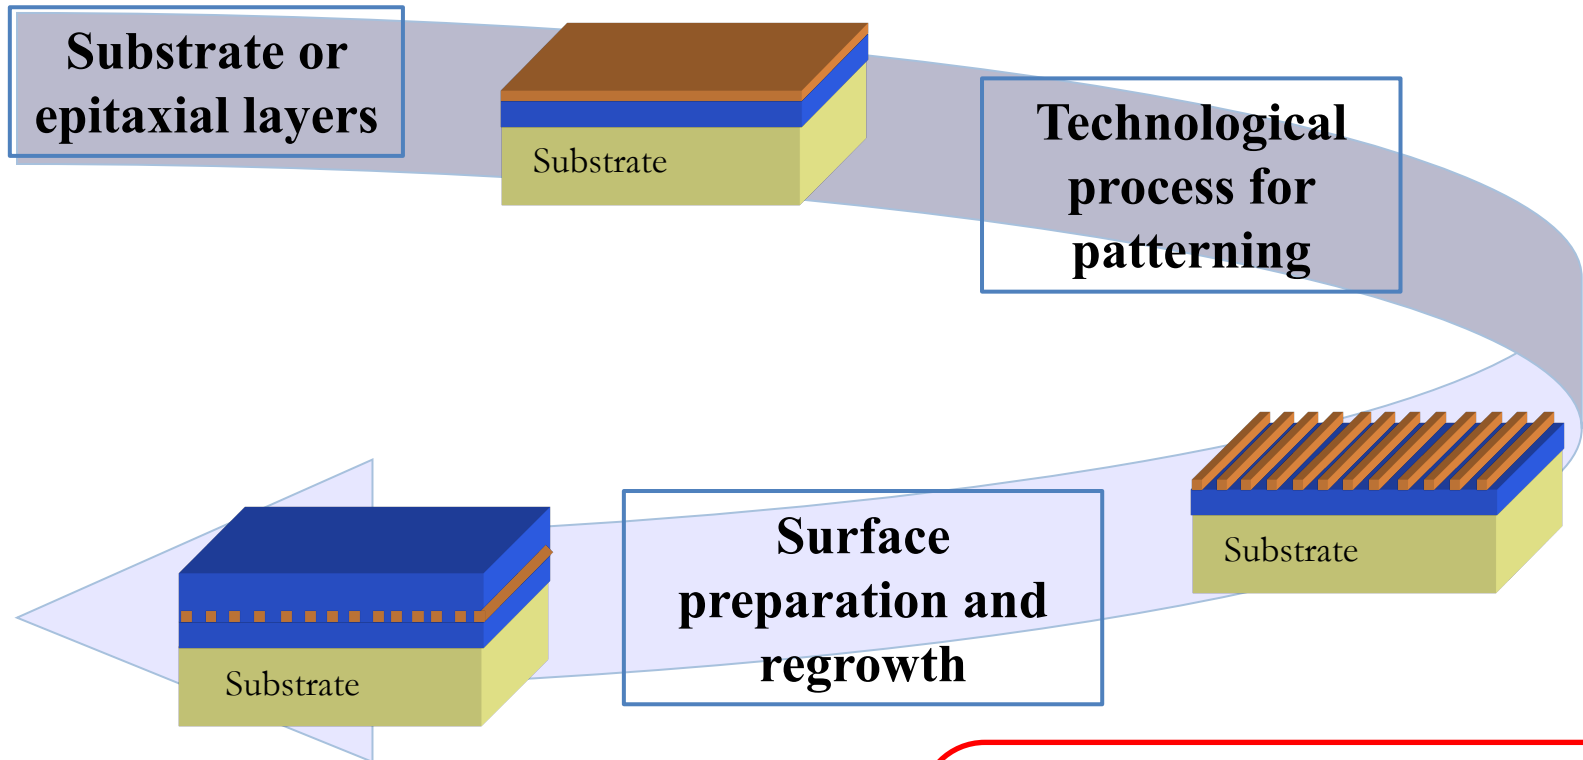 Substrate or
epitaxial layers
Substrate
Technological
process for
patterning
Substrate
Surface
preparation and
regrowth
Substrate